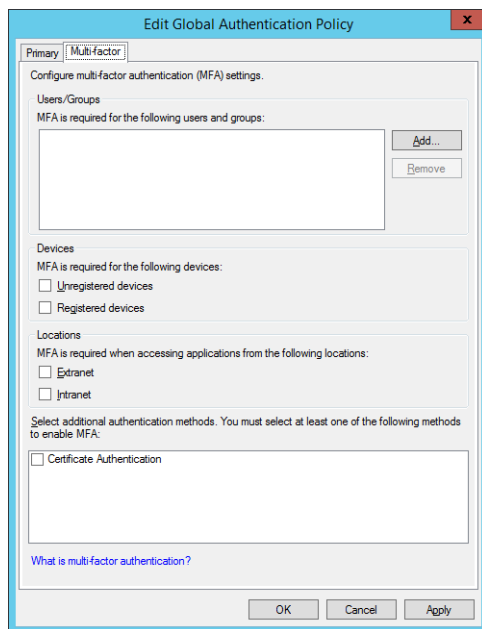 Edit Global Authentication Policy
x
Primary
Multi-factor
Configure multi-factor authentication (MFA) settings.
Users/Groups
MFA is required for the following users and groups:
Add...
Remove
Devices
MFA is required for the following devices:
Unregistered devices
Registered devices
Locations
MFA is required when accessing applications from the following locations:
Extranet
Intranet
Select additional authentication methods. You must select at least one of the following methods
to enable MFA:
Certificate Authentication
What is multi-factor authentication?
OK
Cancel
Apply